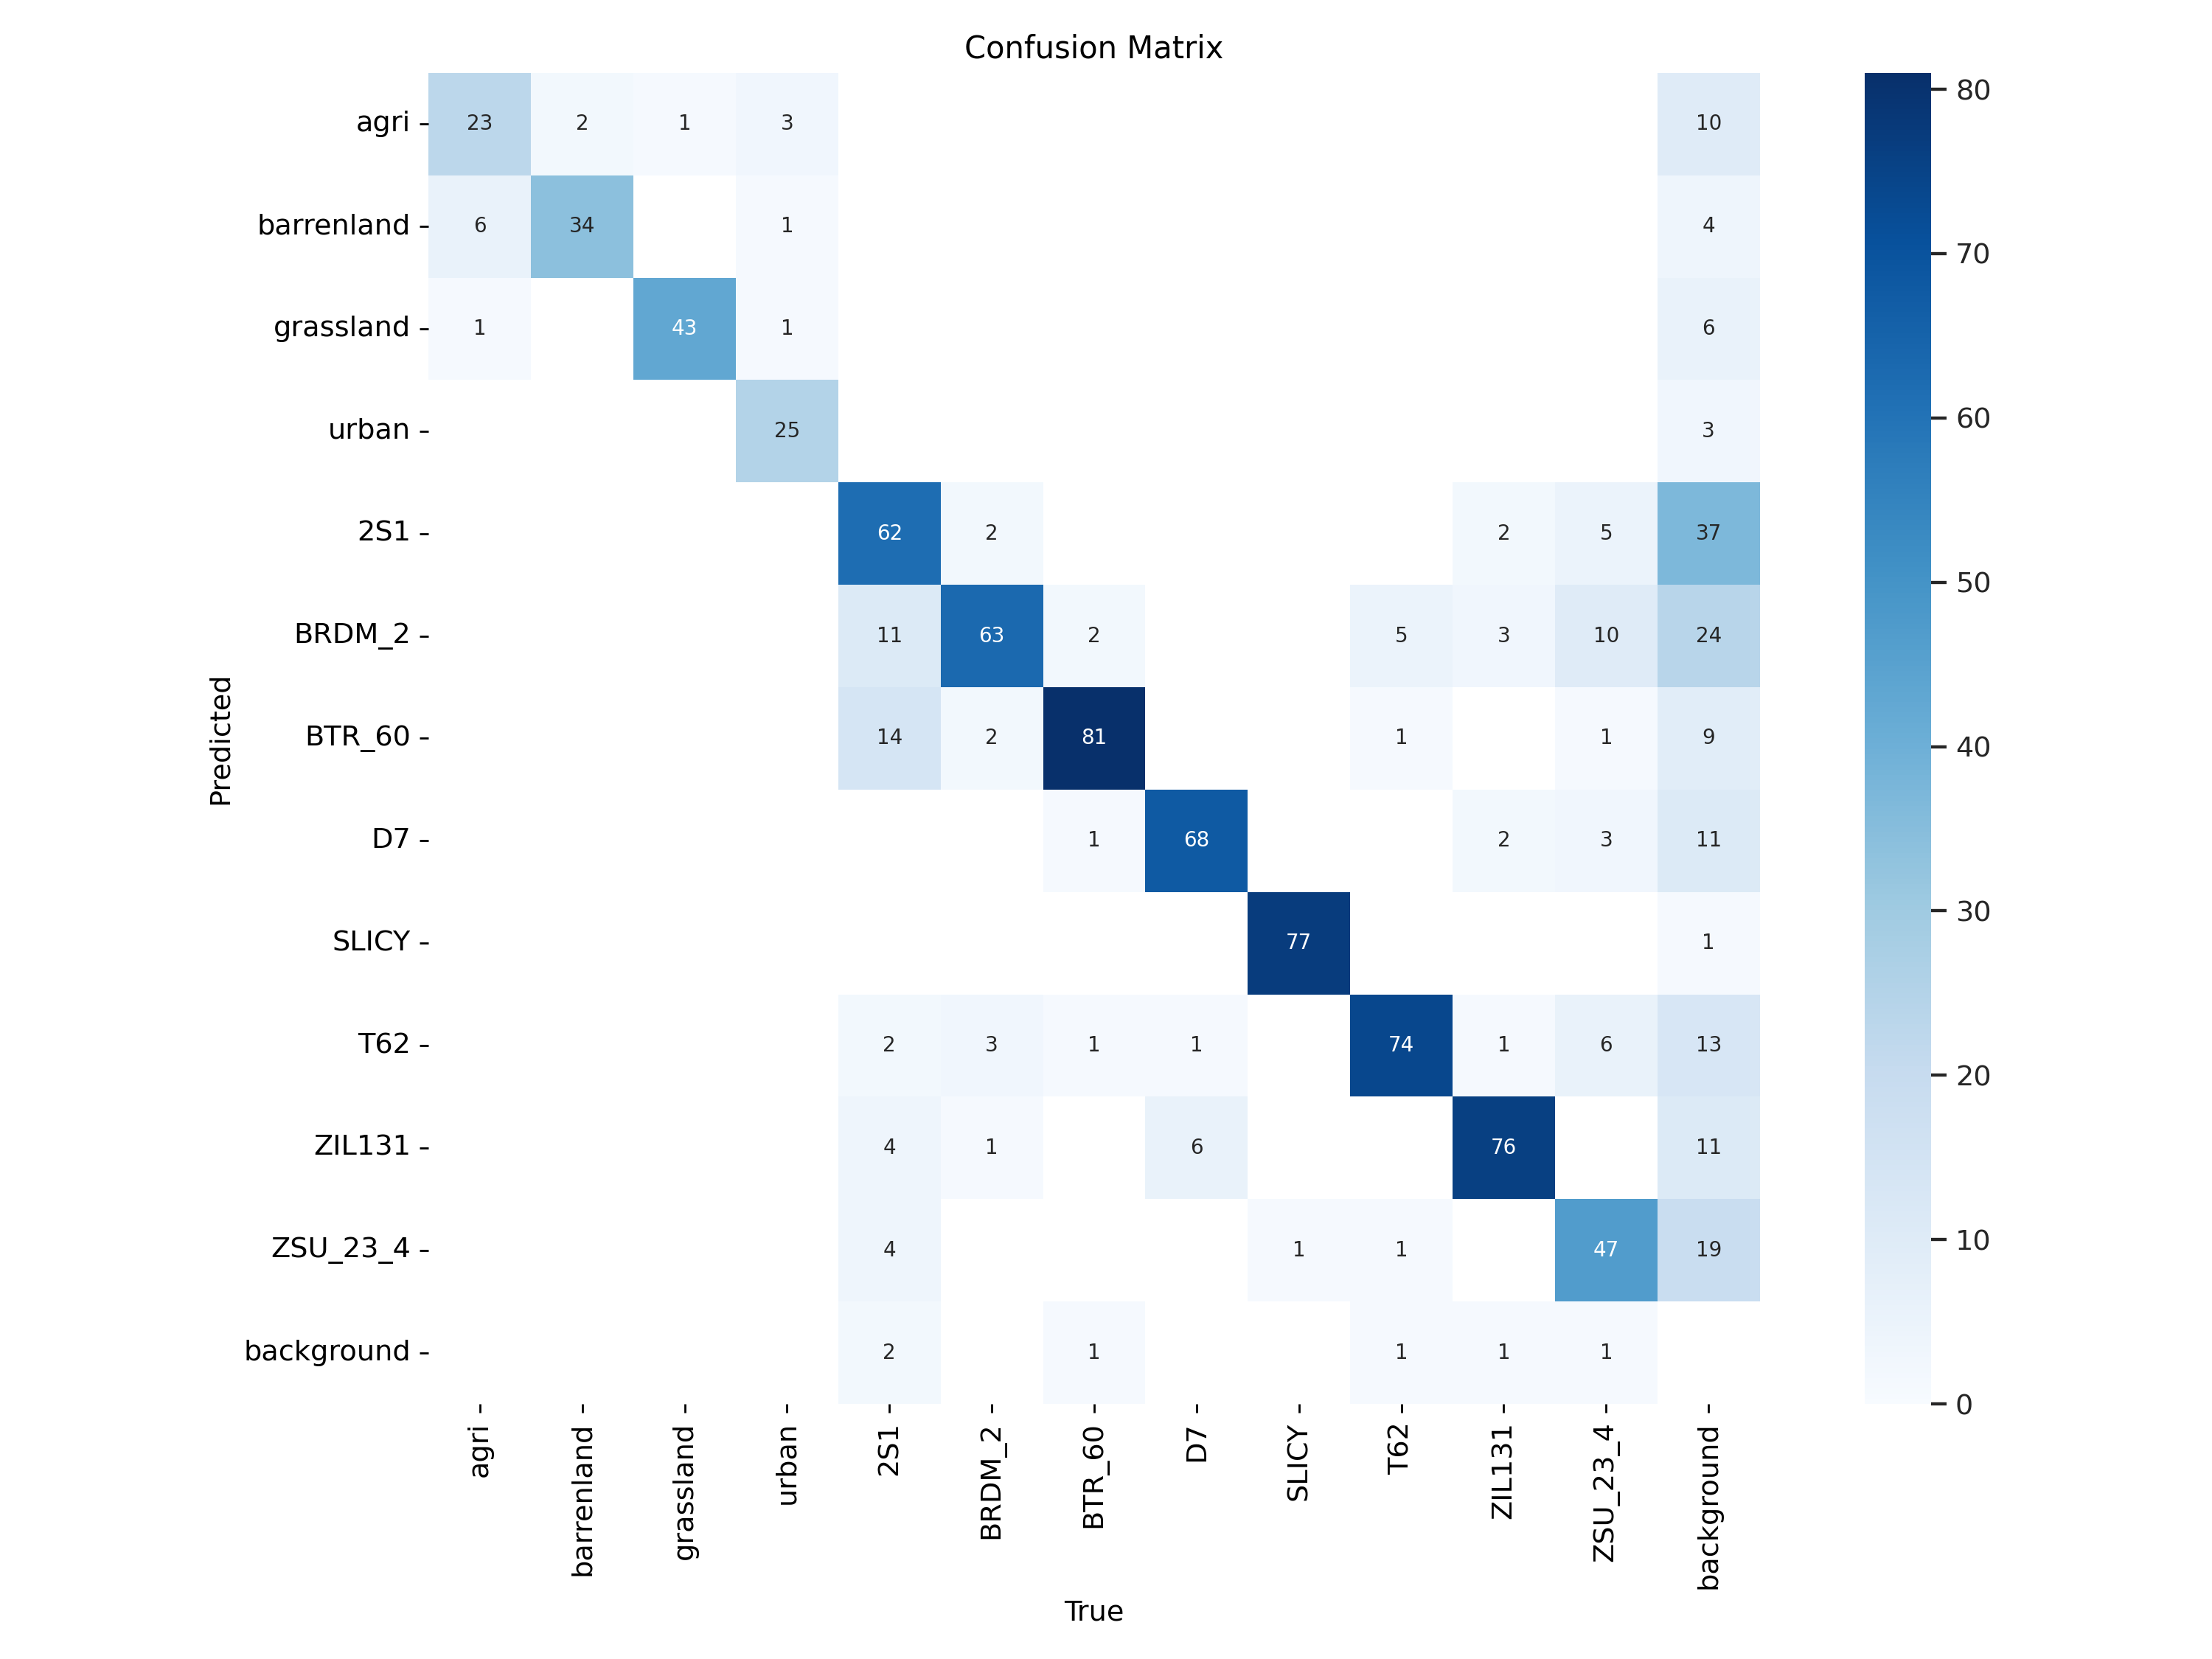 Confusion Matrix
agri 23 2 1 3 10
barrenland 6 34 1 4
grassland 1 43 1 6
urban 25 3
2S1 62 2 2 5 37
BRDM_2 11 63 2 5 3 10 24
BTR_60 14 2 81 1 1 9
D7 1 68 2 3 11
SLICY 77 1
T62 2 3 1 1 74 1 6 13
ZIL131 4 1 6 76 11
ZSU_23_4 4 1 1 47 19
background 2 1 1 1 1
agri barrenland grassland urban 2S1 BRDM_2 BTR_60 D7 SLICY T62 ZIL131 ZSU_23_4 background
True
Predicted
80
70
60
50
40
30
20
10
0